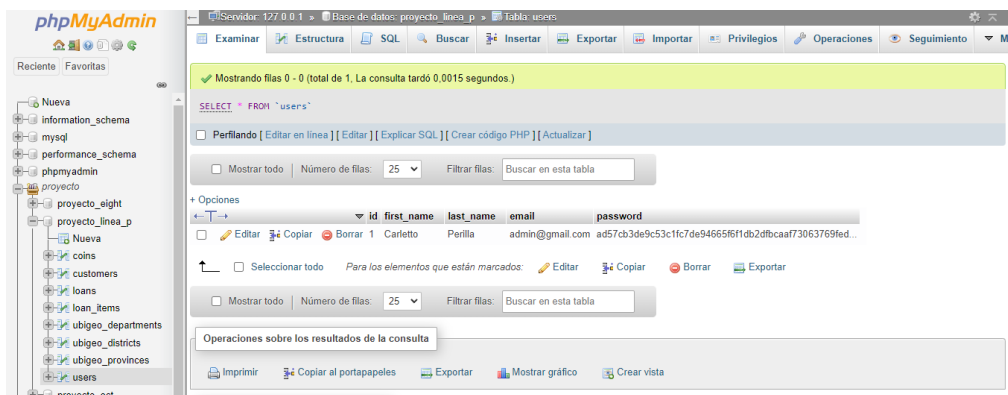 phpMyAdmin
Reciente Favoritas
Nueva
information_schema
mysql
performance_schema
phpmyadmin
proyecto
proyecto_eight
proyecto_linea_p
Nueva
coins
customers
loans
loan_items
ubigeo_departments
ubigeo_districts
ubigeo_provinces
users
Servidor: 127.0.0.1 » Base de datos: proyecto_linea_p » Tabla: users
Examinar Estructura SQL Buscar Insertar Exportar Importar Privilegios Operaciones Seguimiento M
Mostrando filas 0 - 0 (total de 1, La consulta tardó 0,0015 segundos.)
SELECT * FROM `users`
Perfilando [ Editar en línea ] [ Editar ] [ Explicar SQL ] [ Crear código PHP ] [ Actualizar ]
Mostrar todo | Número de filas: 25 Filtrar filas: Buscar en esta tabla
+ Opciones
id first_name last_name email password
Editar Copiar Borrar 1 Carletto Perilla admin@gmail.com ad57cb3de9c53c1fc7de94665f6f1db2dfbcaaf73063769fed...
Seleccionar todo Para los elementos que están marcados: Editar Copiar Borrar Exportar
Mostrar todo | Número de filas: 25 Filtrar filas: Buscar en esta tabla
Operaciones sobre los resultados de la consulta
Imprimir Copiar al portapapeles Exportar Mostrar gráfico Crear vista